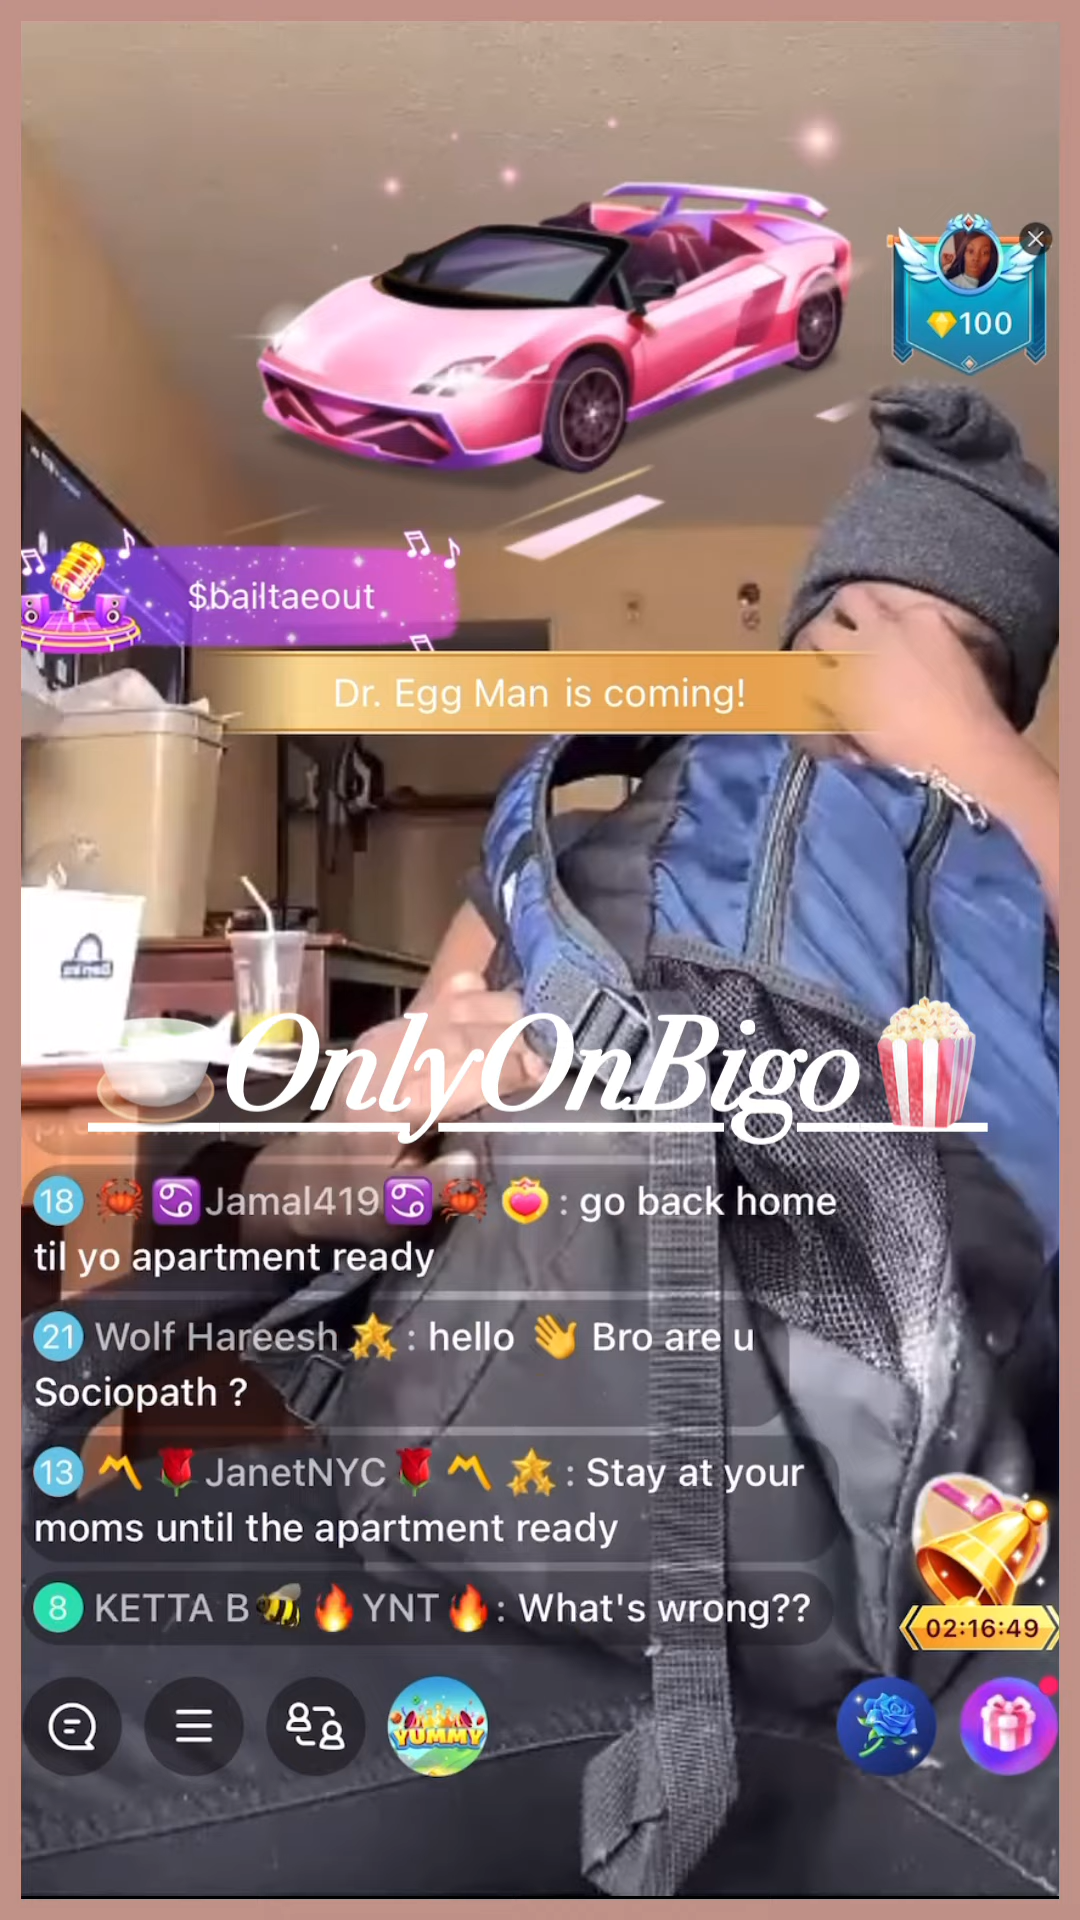 100
$bailtaeout
Dr. Egg Man is coming!
OnlyOnBigo
18 Jamal419 : go back home
til yo apartment ready
21 Wolf Hareesh : hello 👋 Bro are u
Sociopath ?
13 JanetNYC : Stay at your
moms until the apartment ready
8 KETTA B🐝🔥YNT🔥: What's wrong??
02:16:49
YUMMY